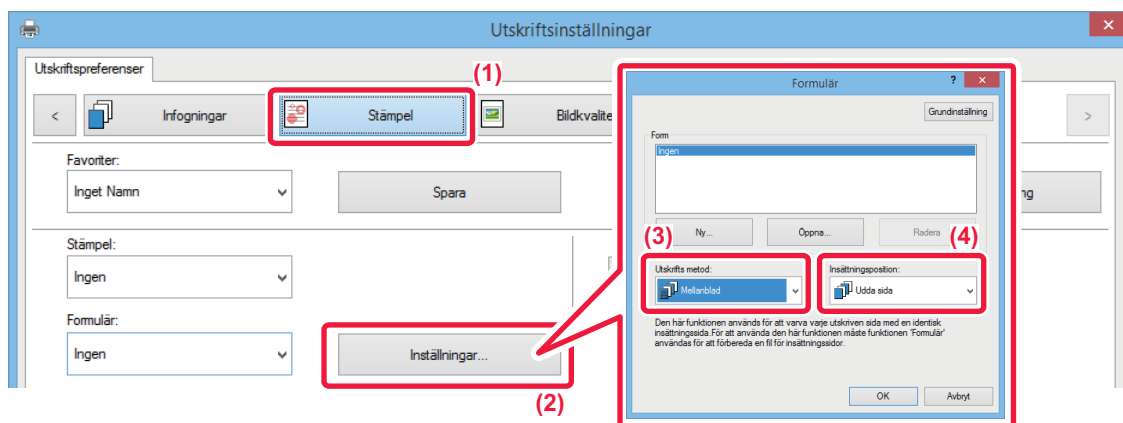 Utskriftsinställningar
Utskriftspreferenser
(1)
< Infogningar Stämpel Bildkvalite >
Favoriter:
Inget Namn Spara ng
Stämpel:
Ingen
Formulär:
Ingen Inställningar...
(2)
Formulär ?
Grundinställning
Form
Ingen
Ny... Öppna... Radera
(3) (4)
Utskrifts metod: Insättningsposition:
Mellanblad Udda sida
Den här funktionen används för att varva varje utskriven sida med en identisk
insättningssida.För att använda den här funktionen måste funktionen 'Formulär'
användas för att förbereda en fil för insättningssidor.
OK Avbryt